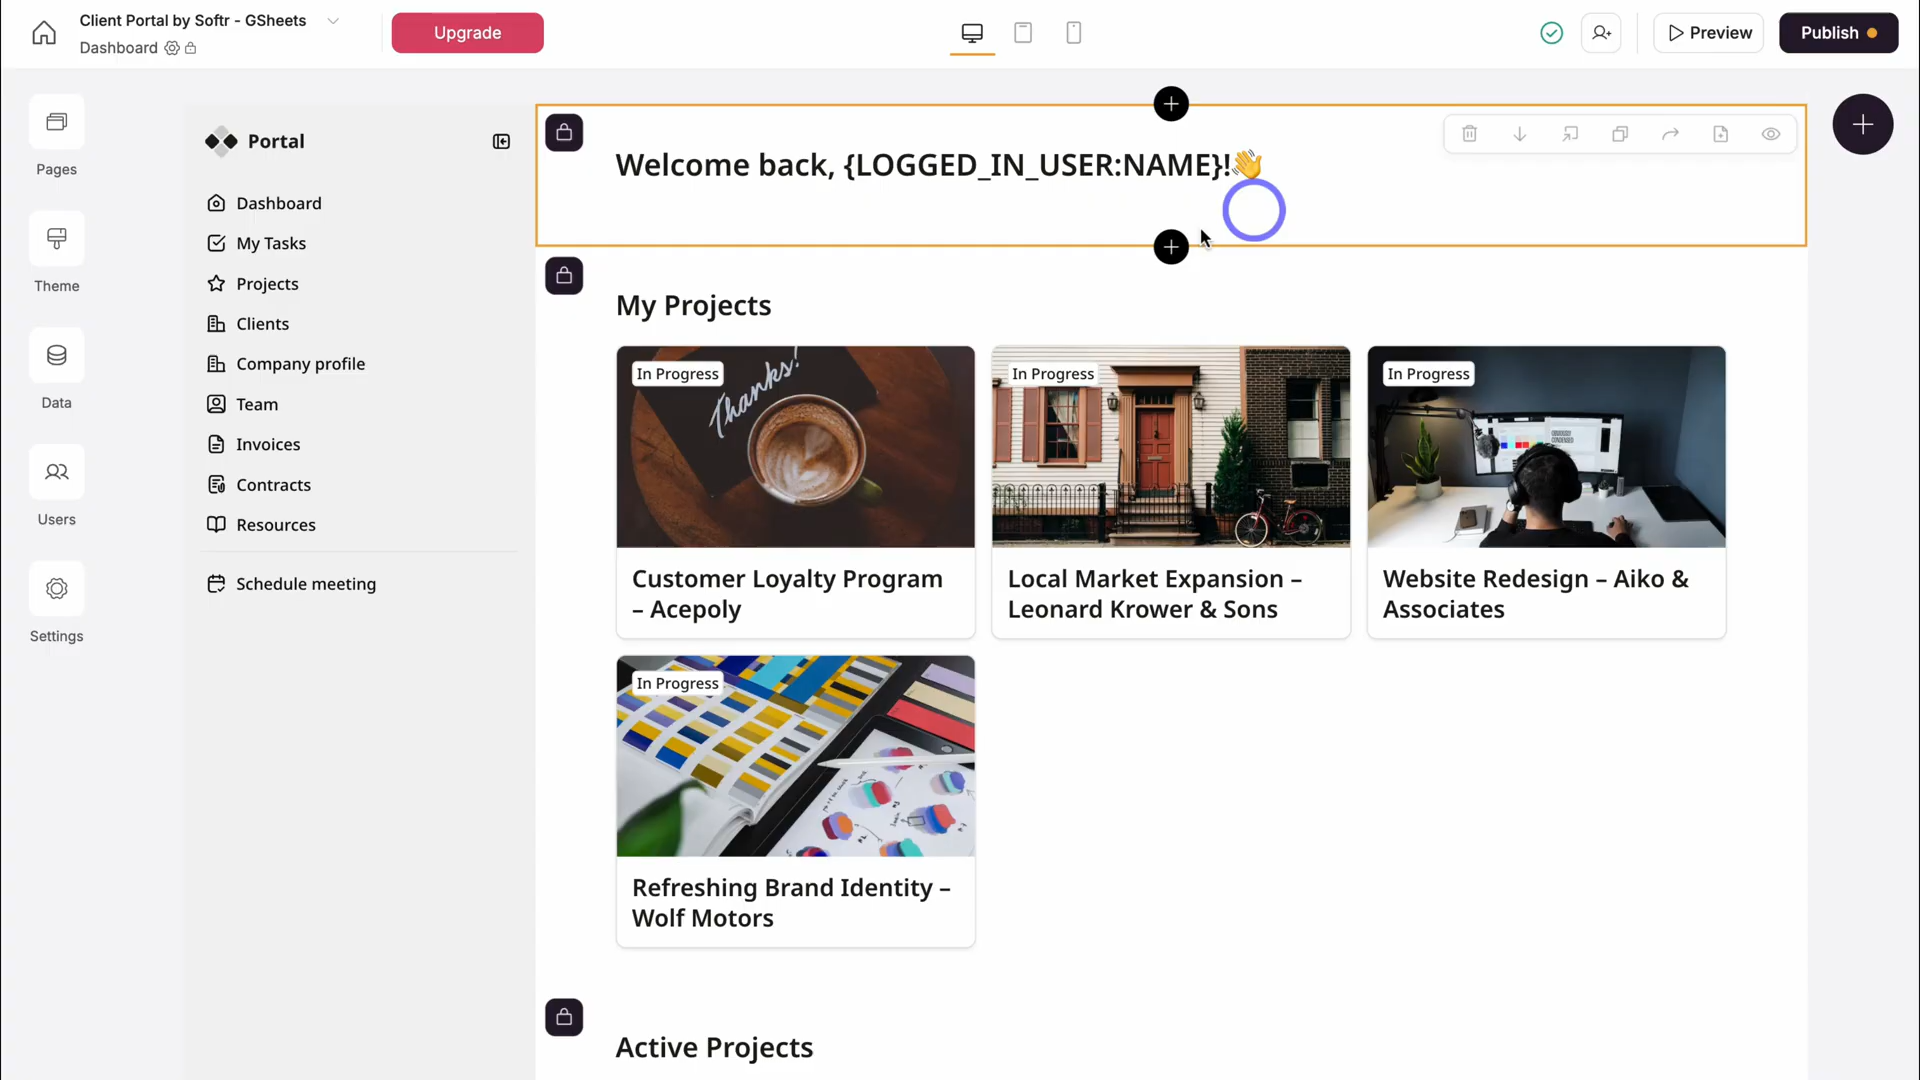 Client Portal by Softr - GSheets
Dashboard
Upgrade
Preview
Publish
Pages
Theme
Data
Users
Settings
Portal
Dashboard
My Tasks
Projects
Clients
Company profile
Team
Invoices
Contracts
Resources
Schedule meeting
Welcome back, {LOGGED_IN_USER:NAME}!👋
My Projects
In Progress
Thanks!
Customer Loyalty Program
– Acepoly
In Progress
Local Market Expansion –
Leonard Krower & Sons
In Progress
Website Redesign – Aiko &
Associates
In Progress
Refreshing Brand Identity –
Wolf Motors
Active Projects